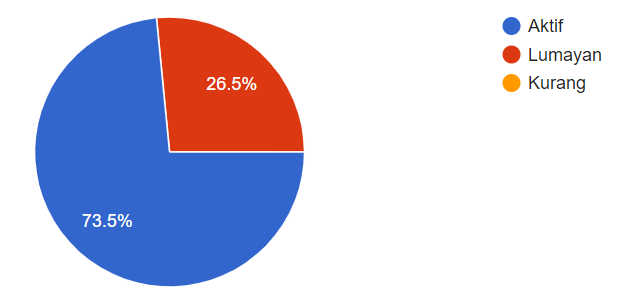 Aktif
Lumayan
Kurang
26.5%
73.5%